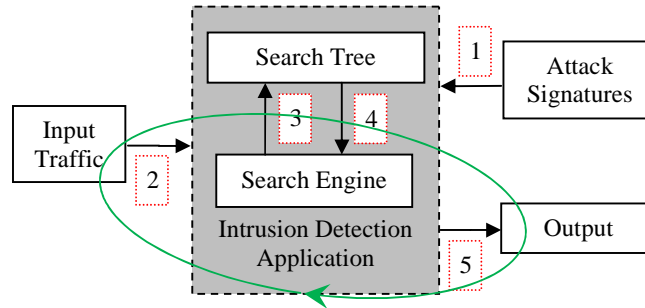 Search Tree
1
Attack
Signatures
3
4
Input
Traffic
2
Search Engine
Intrusion Detection
Application
Output
5